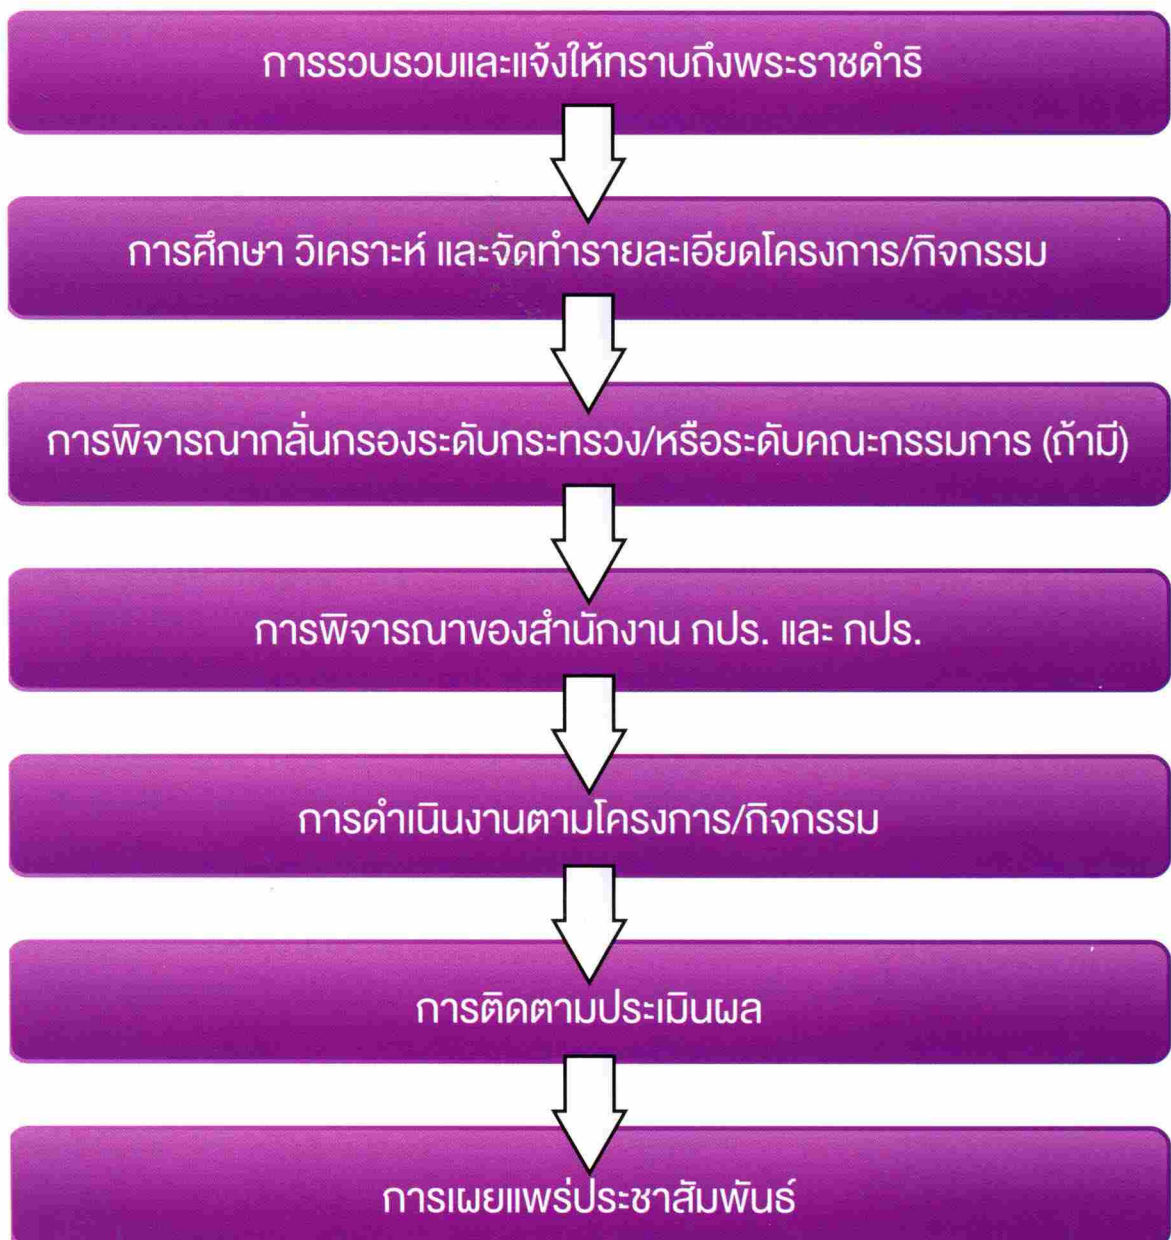 การรวบรวมและแจ้งให้ทราบถึงพระราชดำริ
การศึกษา วิเคราะห์ และจัดทำรายละเอียดโครงการ/กิจกรรม
การพิจารณากลั่นกรองระดับกระทรวง/หรือระดับคณะกรรมการ (ถ้ามี)
การพิจารณาของสำนักงาน กปร. และ กปร.
การดำเนินงานตามโครงการ/กิจกรรม
การติดตามประเมินผล
การเผยแพร่ประชาสัมพันธ์